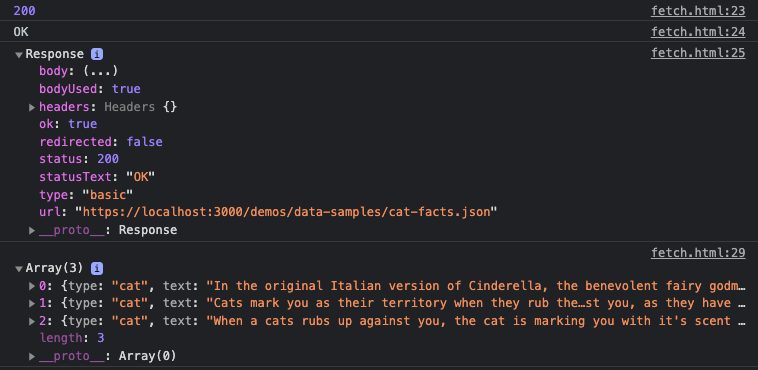 200 fetch.html:23
OK fetch.html:24
▼Response i fetch.html:25
body: (...)
bodyUsed: true
▶headers: Headers {}
ok: true
redirected: false
status: 200
statusText: "OK"
type: "basic"
url: "https://localhost:3000/demos/data-samples/cat-facts.json"
▶__proto__: Response
fetch.html:29
▼Array(3) i
▶0: {type: "cat", text: "In the original Italian version of Cinderella, the benevolent fairy godm…
▶1: {type: "cat", text: "Cats mark you as their territory when they rub the…st you, as they have …
▶2: {type: "cat", text: "When a cats rubs up against you, the cat is marking you with it's scent …
length: 3
▶__proto__: Array(0)